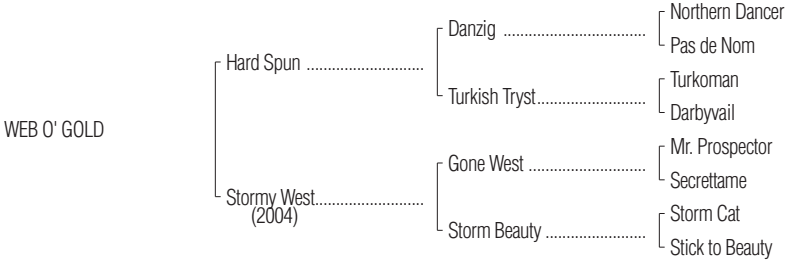 Northern Dancer
Danzig ................................
Pas de Nom
Hard Spun ..........................
Turkoman
Turkish Tryst........................
Darbyvail
WEB O' GOLD
Mr. Prospector
Gone West ..........................
Secrettame
Stormy West........................
(2004)
Storm Cat
Storm Beauty ......................
Stick to Beauty